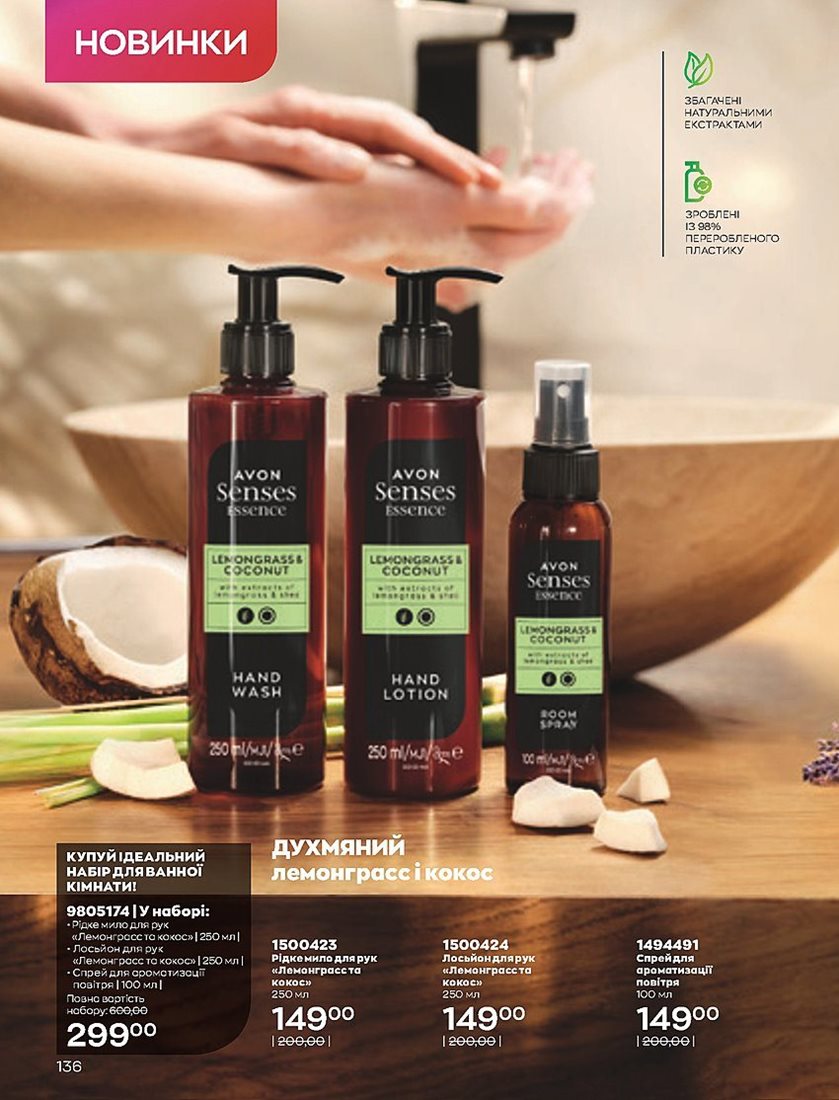 НОВИНКИ
ЗБАГАЧЕНІ
НАТУРАЛЬНИМИ
ЕКСТРАКТАМИ
ЗРОБЛЕНІ
ІЗ 98%
ПЕРЕРОБЛЕНОГО
ПЛАСТИКУ
AVON
Senses
ESSENCE
LEMONGRASS &
COCONUT
with extracts of
lemongrass & shea
HAND
WASH
250 ml/мл/
AVON
Senses
ESSENCE
LEMONGRASS &
COCONUT
with extracts of
lemongrass & shea
HAND
LOTION
250 ml/мл/
AVON
Senses
ESSENCE
LEMONGRASS &
COCONUT
with extracts of
lemongrass & shea
ROOM
SPRAY
100 ml/мл/
КУПУЙ ІДЕАЛЬНИЙ
НАБІР ДЛЯ ВАННОЇ
КІМНАТИ!
9805174 | У наборі:
• Рідке мило для рук
«Лемонграсс та кокос» | 250 мл |
• Лосьйон для рук
«Лемонграсс та кокос» | 250 мл |
• Спрей для ароматизації
повітря | 100 мл |
Повна вартість
набору: 600,00
29900
ДУХМЯНИЙ
лемонграсс і кокос
1500423
Рідке мило для рук
«Лемонграсс та
кокос»
250 мл
14900
| 200,00 |
1500424
Лосьйон для рук
«Лемонграсс та
кокос»
250 мл
14900
| 200,00 |
1494491
Спрей для
ароматизації
повітря
100 мл
14900
| 200,00 |
136